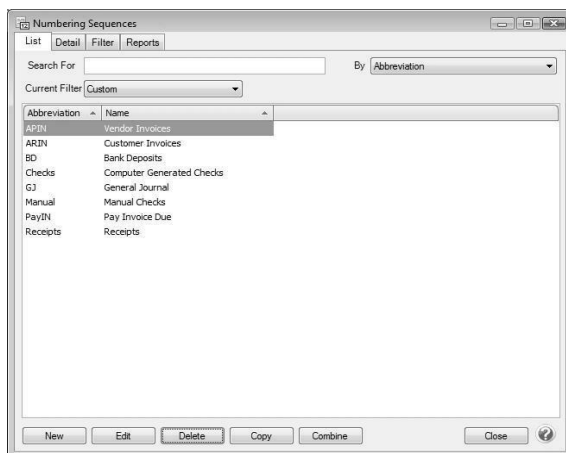 Numbering Sequences
List Detail Filter Reports
Search For By Abbreviation
Current Filter Custom
Abbreviation Name
APIN Vendor Invoices
ARIN Customer Invoices
BD Bank Deposits
Checks Computer Generated Checks
GJ General Journal
Manual Manual Checks
PayIN Pay Invoice Due
Receipts Receipts
New Edit Delete Copy Combine Close ?